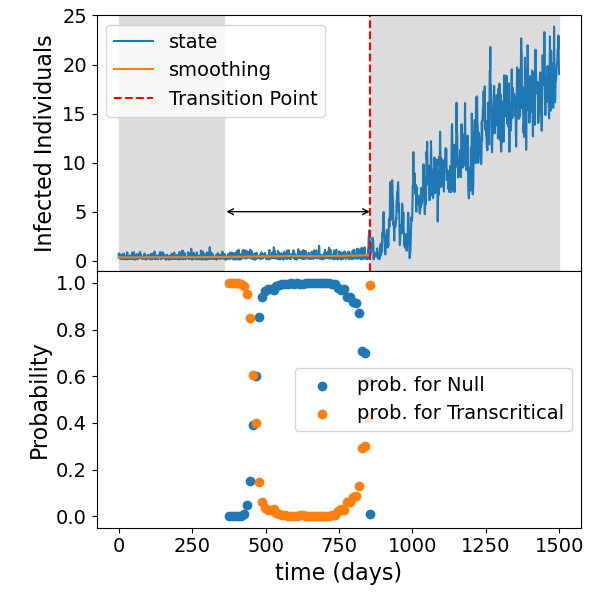 25
20
15
10
5
0
Infected Individuals
state
smoothing
Transition Point
1.0
0.8
0.6
0.4
0.2
0.0
Probability
prob. for Null
prob. for Transcritical
0 250 500 750 1000 1250 1500
time (days)